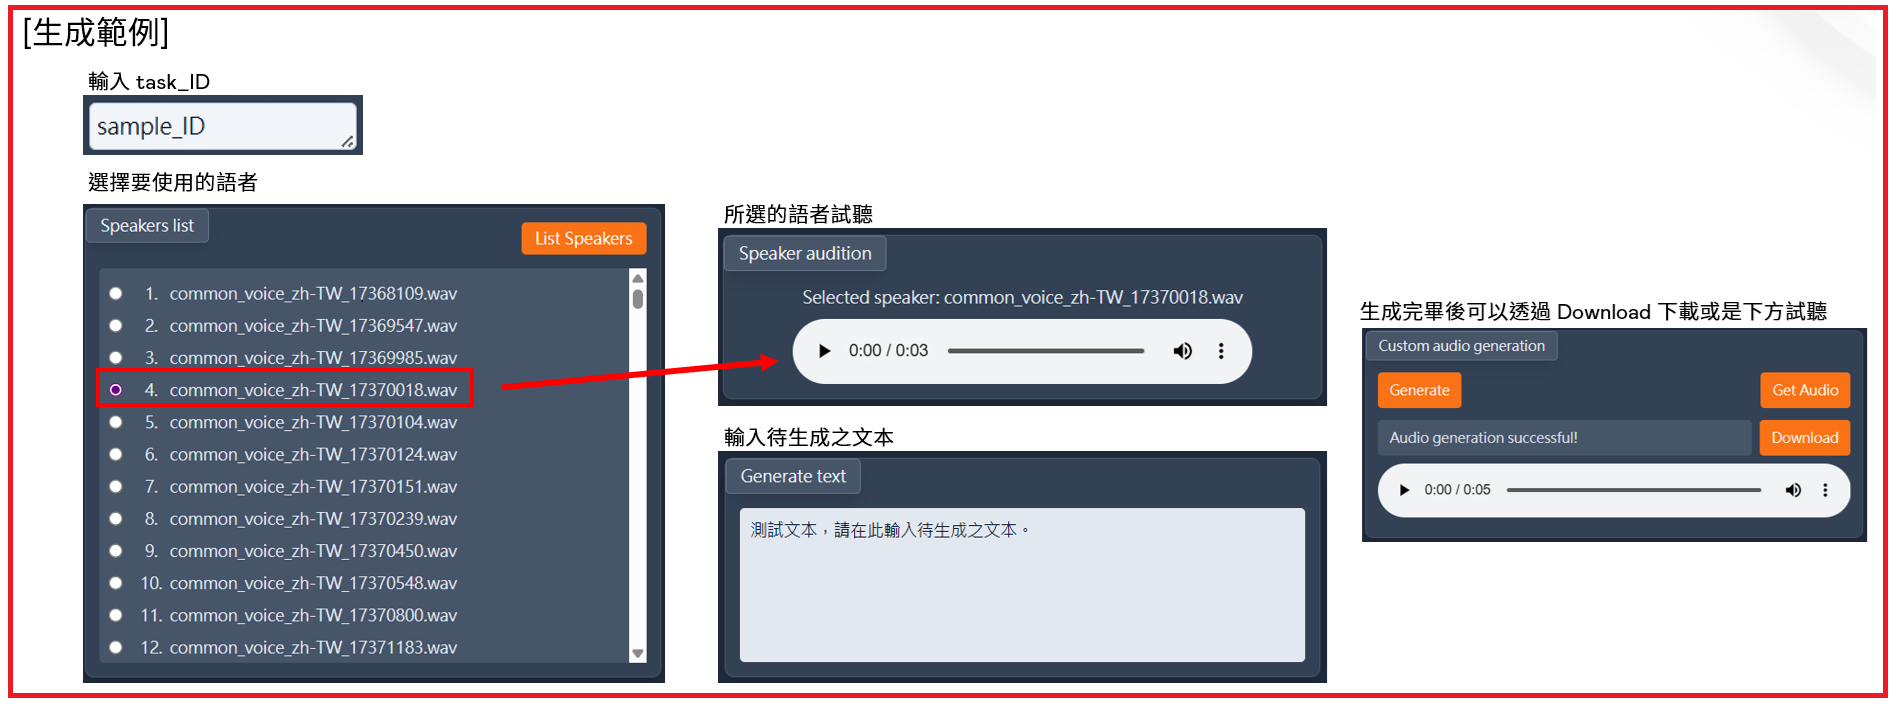 [生成範例]
輸入 task_ID
sample_ID
選擇要使用的語者
Speakers list
List Speakers
1. common_voice_zh-TW_17368109.wav
2. common_voice_zh-TW_17369547.wav
3. common_voice_zh-TW_17369985.wav
4. common_voice_zh-TW_17370018.wav
5. common_voice_zh-TW_17370104.wav
6. common_voice_zh-TW_17370124.wav
7. common_voice_zh-TW_17370151.wav
8. common_voice_zh-TW_17370239.wav
9. common_voice_zh-TW_17370450.wav
10. common_voice_zh-TW_17370548.wav
11. common_voice_zh-TW_17370800.wav
12. common_voice_zh-TW_17371183.wav
所選的語者試聽
Speaker audition
Selected speaker: common_voice_zh-TW_17370018.wav
0:00 / 0:03
輸入待生成之文本
Generate text
測試文本，請在此輸入待生成之文本。
生成完畢後可以透過 Download 下載或是下方試聽
Custom audio generation
Generate
Get Audio
Audio generation successful!
Download
0:00 / 0:05